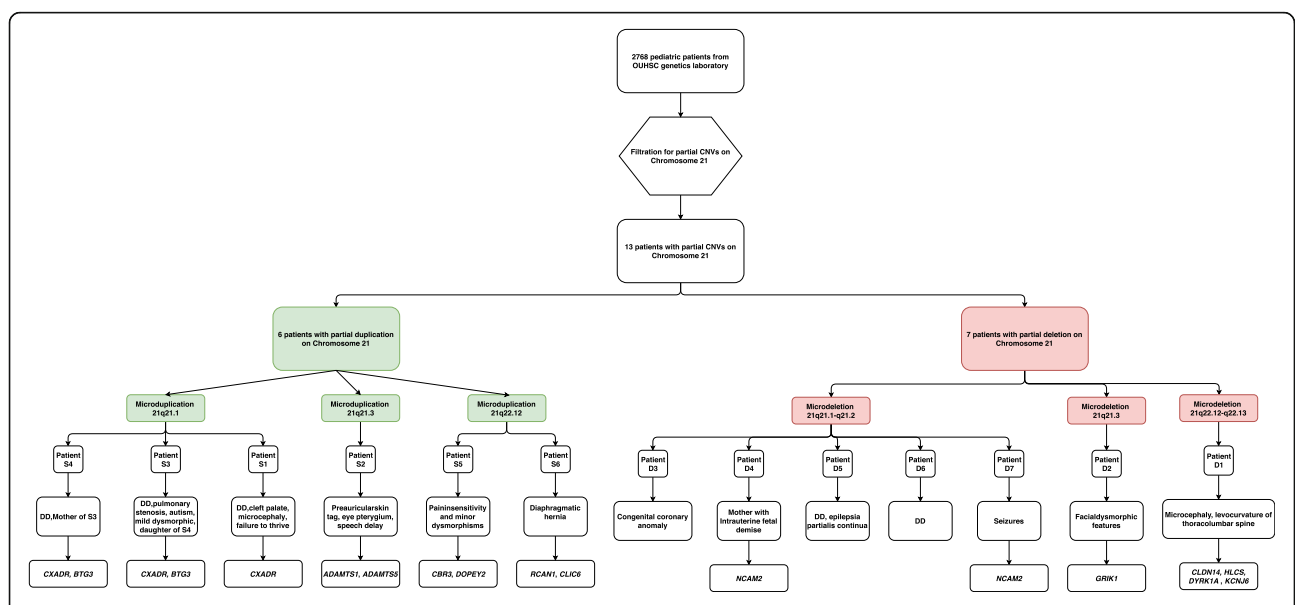 2768 pediatric patients from
OUHSC genetics laboratory
Filtration for partial CNVs on
Chromosome 21
13 patients with partial CNVs on
Chromosome 21
6 patients with partial duplication
on Chromosome 21
7 patients with partial deletion on
Chromosome 21
Microduplication
21q21.1
Microduplication
21q21.3
Microduplication
21q22.12
Microdeletion
21q21.1-q21.2
Microdeletion
21q21.3
Microdeletion
21q22.12-q22.13
Patient
S4
Patient
S3
Patient
S1
Patient
S2
Patient
S5
Patient
S6
Patient
D3
Patient
D4
Patient
D5
Patient
D6
Patient
D7
Patient
D2
Patient
D1
DD,Mother of S3
DD,pulmonary
stenosis, autism,
mild dysmorphic,
daughter of S4
DD,cleft palate,
microcephaly,
failure to thrive
Preauricularskin
tag, eye pterygium,
speech delay
Paininsensitivity
and minor
dysmorphisms
Diaphragmatic
hernia
Congenital coronary
anomaly
Mother with
Intrauterine fetal
demise
DD, epilepsia
partialis continua
DD
Seizures
Facialdysmorphic
features
Microcephaly, levocurvature of
thoracolumbar spine
CXADR, BTG3
CXADR, BTG3
CXADR
ADAMTS1, ADAMTS5
CBR3, DOPEY2
RCAN1, CLIC6
NCAM2
NCAM2
GRIK1
CLDN14, HLCS,
DYRK1A , KCNJ6